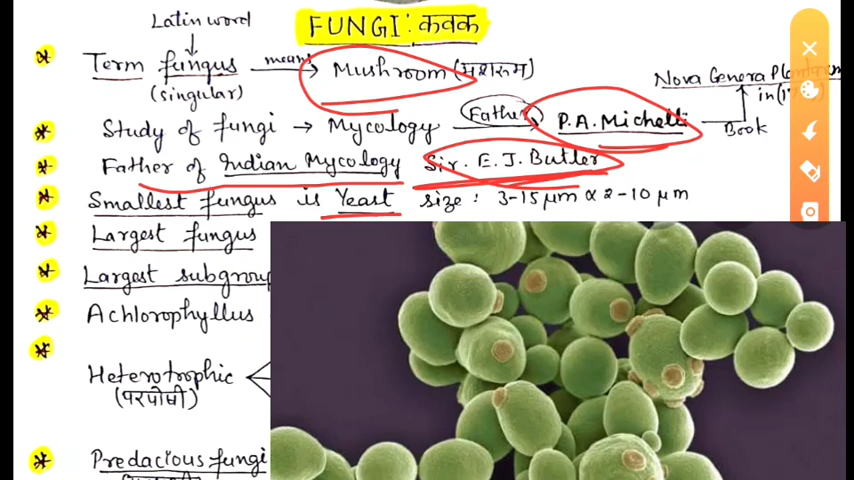 Latin word
FUNGI: कवक
Term fungus means Mushroom (मशरूम)
(singular)
Nova Genera Plantarum
in (17
Study of fungi → Mycology Father P.A. Micheli
Book
Father of Indian Mycology Sir. E.J. Butler
Smallest fungus is Yeast size: 3-15 μm × 2-10 μm
Largest fungus
Largest subgroup
Achlorophyllus
Heterotrophic
(परपोषी)
Predacious fungi